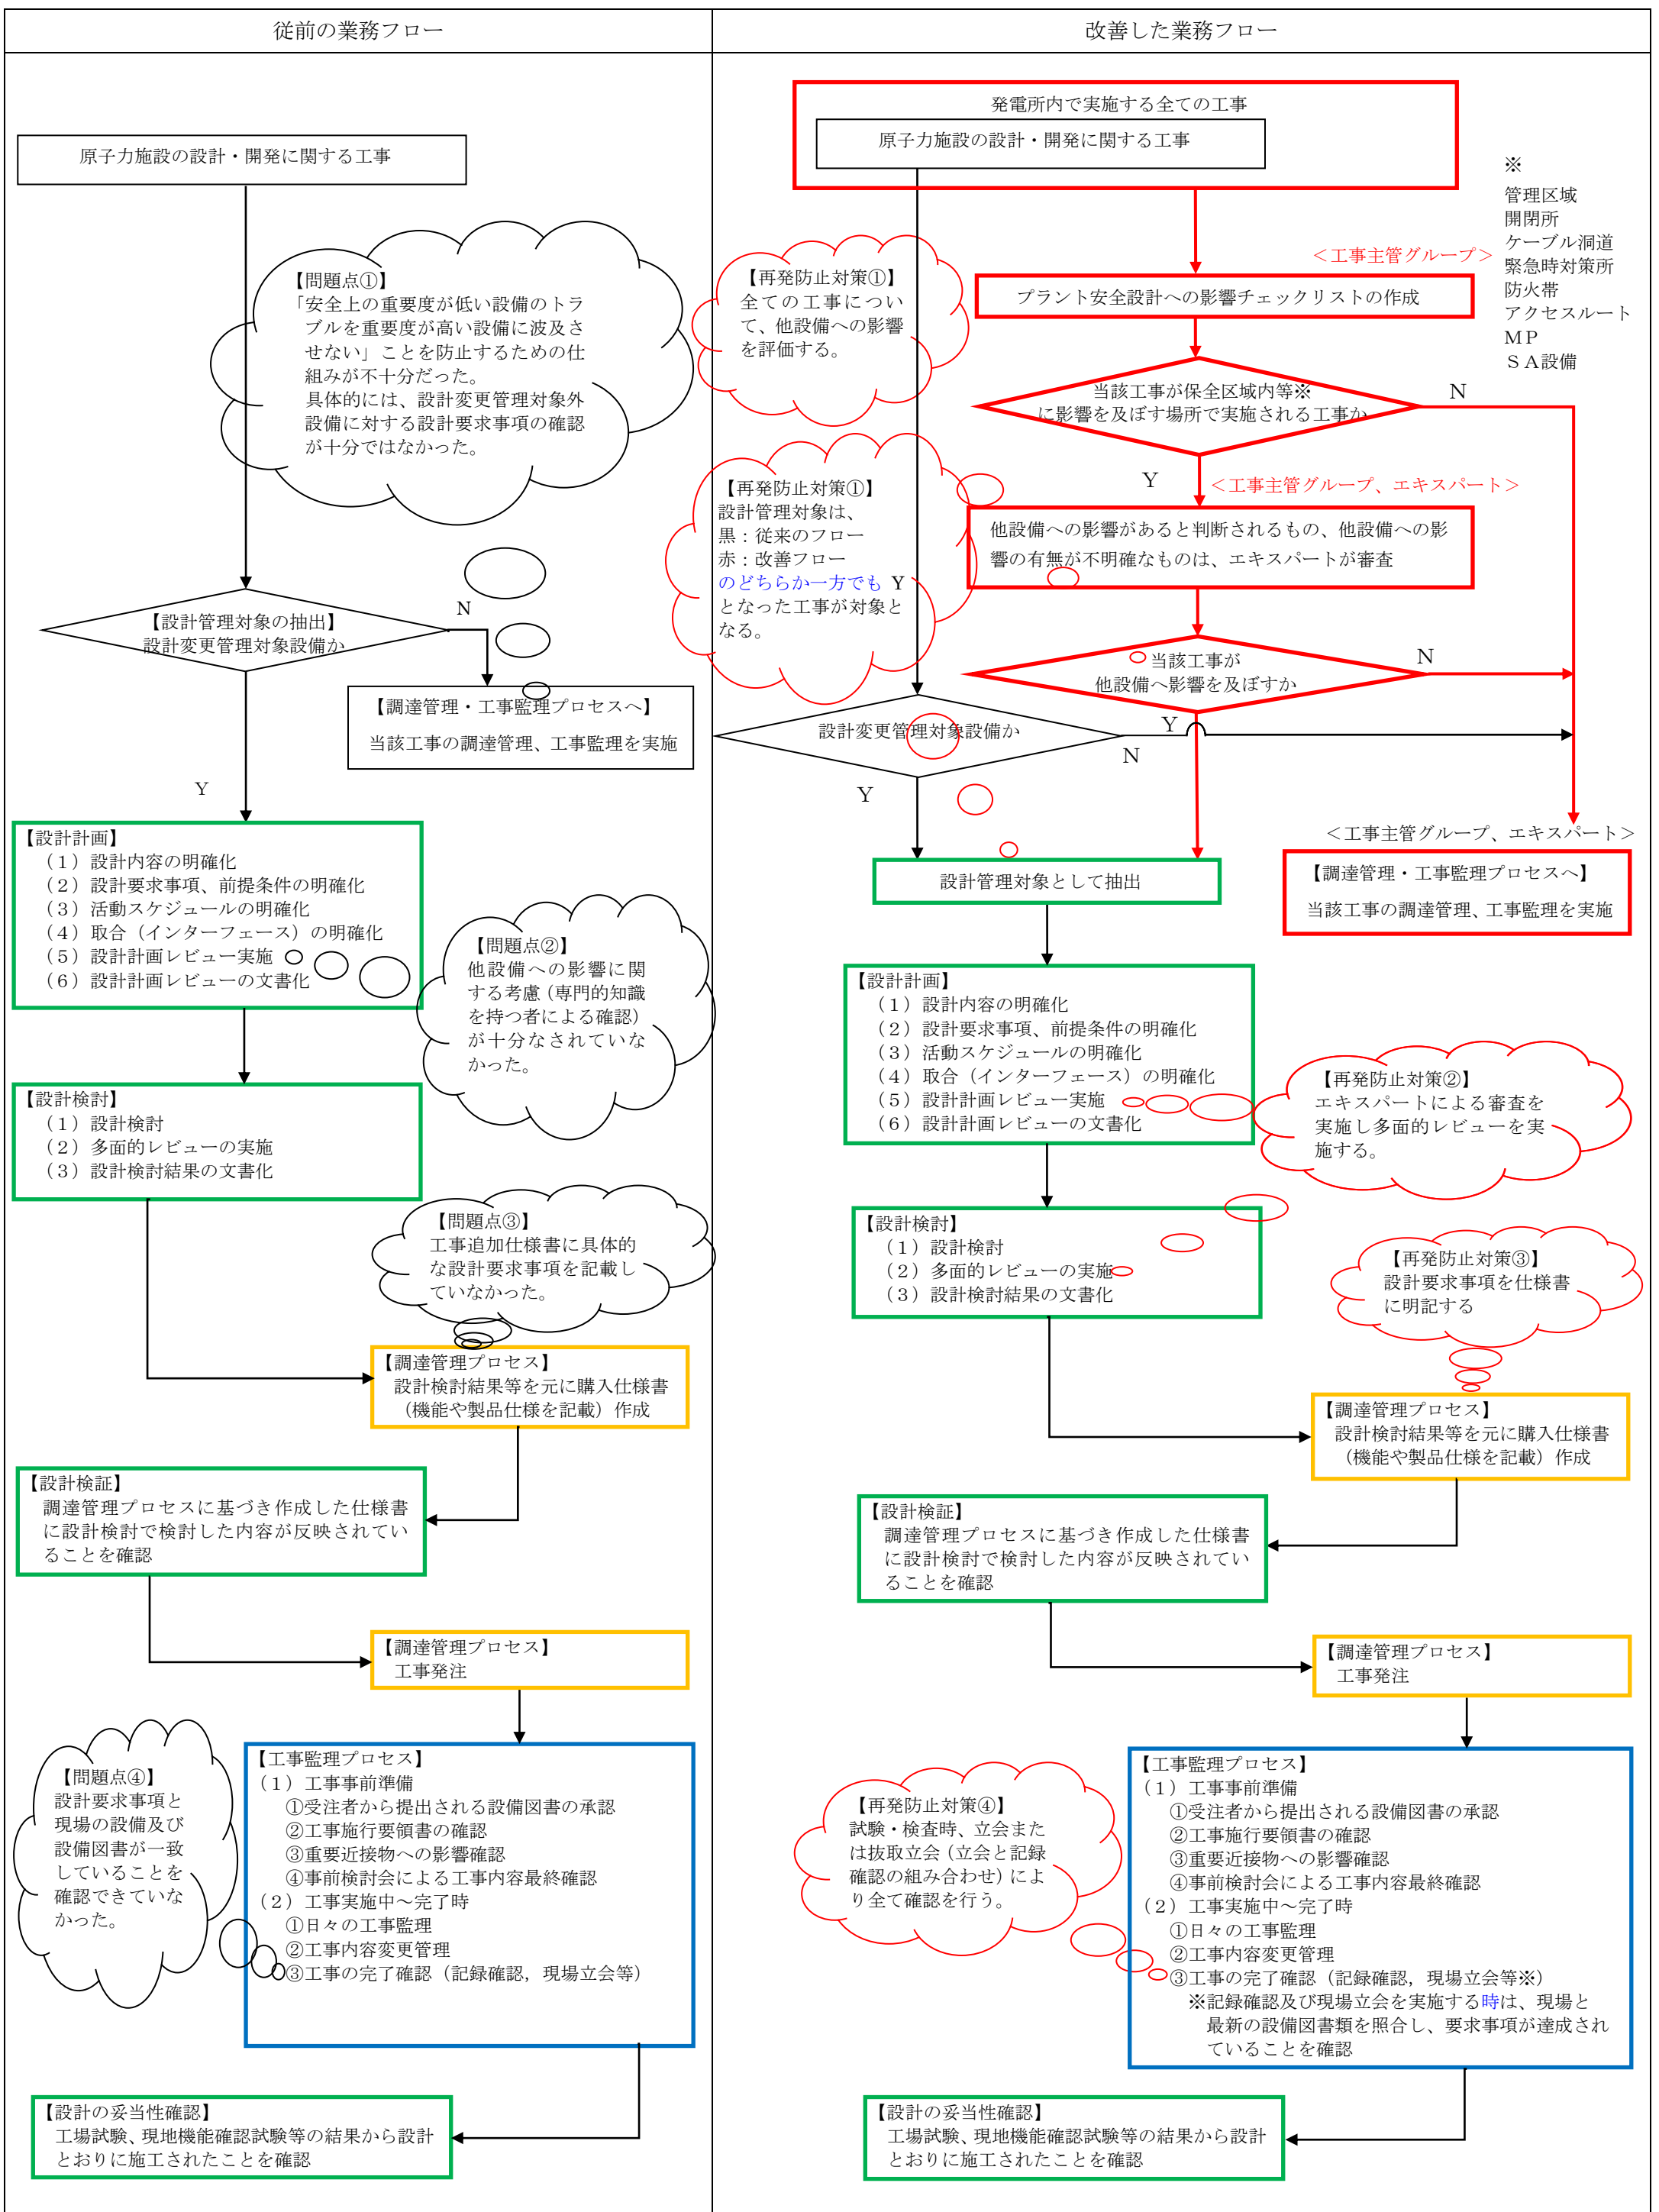 従前の業務フロー
原子力施設の設計・開発に関する工事
【問題点①】
「安全上の重要度が低い設備のトラ
ブルを重要度が高い設備に波及さ
せない」ことを防止するための仕
組みが不十分だった。
具体的には、設計変更管理対象外
設備に対する設計要求事項の確認
が十分ではなかった。
【設計管理対象の抽出】
設計変更管理対象設備か
N
【調達管理・工事監理プロセスへ】
当該工事の調達管理、工事監理を実施
Y
【設計計画】
（１）設計内容の明確化
（２）設計要求事項、前提条件の明確化
（３）活動スケジュールの明確化
（４）取合（インターフェース）の明確化
（５）設計計画レビュー実施
（６）設計計画レビューの文書化
【問題点②】
他設備への影響に関
する考慮（専門的知識
を持つ者による確認）
が十分なされていな
かった。
【設計検討】
（１）設計検討
（２）多面的レビューの実施
（３）設計検討結果の文書化
【問題点③】
工事追加仕様書に具体的
な設計要求事項を記載し
ていなかった。
【調達管理プロセス】
設計検討結果等を元に購入仕様書
（機能や製品仕様を記載）作成
【設計検証】
調達管理プロセスに基づき作成した仕様書
に設計検討で検討した内容が反映されてい
ることを確認
【調達管理プロセス】
工事発注
【問題点④】
設計要求事項と
現場の設備及び
設備図書が一致
していることを
確認できていな
かった。
【工事監理プロセス】
（１）工事事前準備
①受注者から提出される設備図書の承認
②工事施行要領書の確認
③重要近接物への影響確認
④事前検討会による工事内容最終確認
（２）工事実施中～完了時
①日々の工事監理
②工事内容変更管理
③工事の完了確認（記録確認，現場立会等）
【設計の妥当性確認】
工場試験、現地機能確認試験等の結果から設計
とおりに施工されたことを確認
改善した業務フロー
発電所内で実施する全ての工事
原子力施設の設計・開発に関する工事
※
管理区域
開閉所
ケーブル洞道
緊急時対策所
防火帯
アクセスルート
ＭＰ
ＳＡ設備
＜工事主管グループ＞
【再発防止対策①】
全ての工事につい
て、他設備への影響
を評価する。
プラント安全設計への影響チェックリストの作成
当該工事が保全区域内等※
に影響を及ぼす場所で実施される工事か
N
Y
＜工事主管グループ、エキスパート＞
【再発防止対策①】
設計管理対象は、
黒：従来のフロー
赤：改善フロー
のどちらか一方でも Y
となった工事が対象と
なる。
他設備への影響があると判断されるもの、他設備への影
響の有無が不明確なものは、エキスパートが審査
当該工事が
他設備へ影響を及ぼすか
N
Y
設計変更管理対象設備か
N
Y
＜工事主管グループ、エキスパート＞
【調達管理・工事監理プロセスへ】
当該工事の調達管理、工事監理を実施
設計管理対象として抽出
【設計計画】
（１）設計内容の明確化
（２）設計要求事項、前提条件の明確化
（３）活動スケジュールの明確化
（４）取合（インターフェース）の明確化
（５）設計計画レビュー実施
（６）設計計画レビューの文書化
【再発防止対策②】
エキスパートによる審査を
実施し多面的レビューを実
施する。
【設計検討】
（１）設計検討
（２）多面的レビューの実施
（３）設計検討結果の文書化
【再発防止対策③】
設計要求事項を仕様書
に明記する
【調達管理プロセス】
設計検討結果等を元に購入仕様書
（機能や製品仕様を記載）作成
【設計検証】
調達管理プロセスに基づき作成した仕様書
に設計検討で検討した内容が反映されてい
ることを確認
【調達管理プロセス】
工事発注
【再発防止対策④】
試験・検査時、立会また
は抜取立会（立会と記録
確認の組み合わせ）によ
り全て確認を行う。
【工事監理プロセス】
（１）工事事前準備
①受注者から提出される設備図書の承認
②工事施行要領書の確認
③重要近接物への影響確認
④事前検討会による工事内容最終確認
（２）工事実施中～完了時
①日々の工事監理
②工事内容変更管理
③工事の完了確認（記録確認，現場立会等※）
※記録確認及び現場立会を実施する時は、現場と
最新の設備図書類を照合し、要求事項が達成され
ていることを確認
【設計の妥当性確認】
工場試験、現地機能確認試験等の結果から設計
とおりに施工されたことを確認